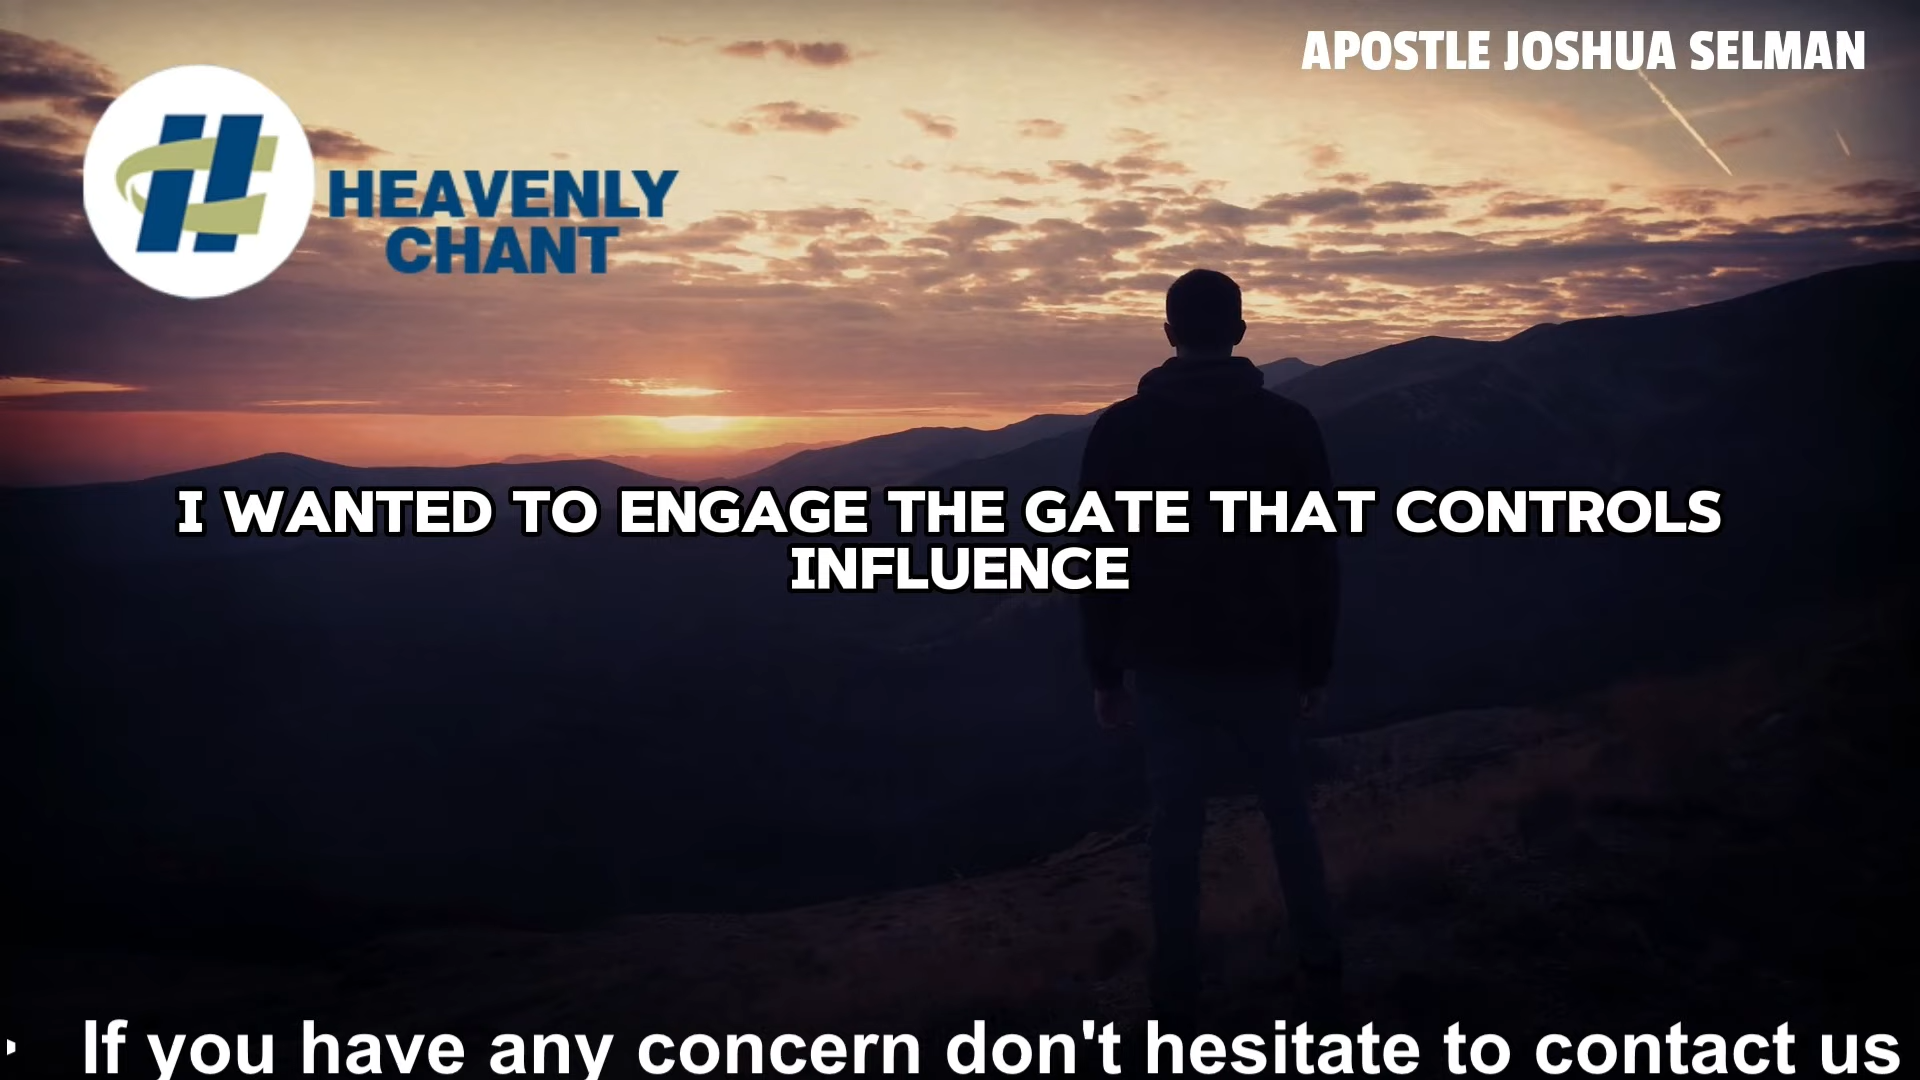 APOSTLE JOSHUA SELMAN
HEAVENLY
CHANT
I WANTED TO ENGAGE THE GATE THAT CONTROLS
INFLUENCE
If you have any concern don't hesitate to contact us